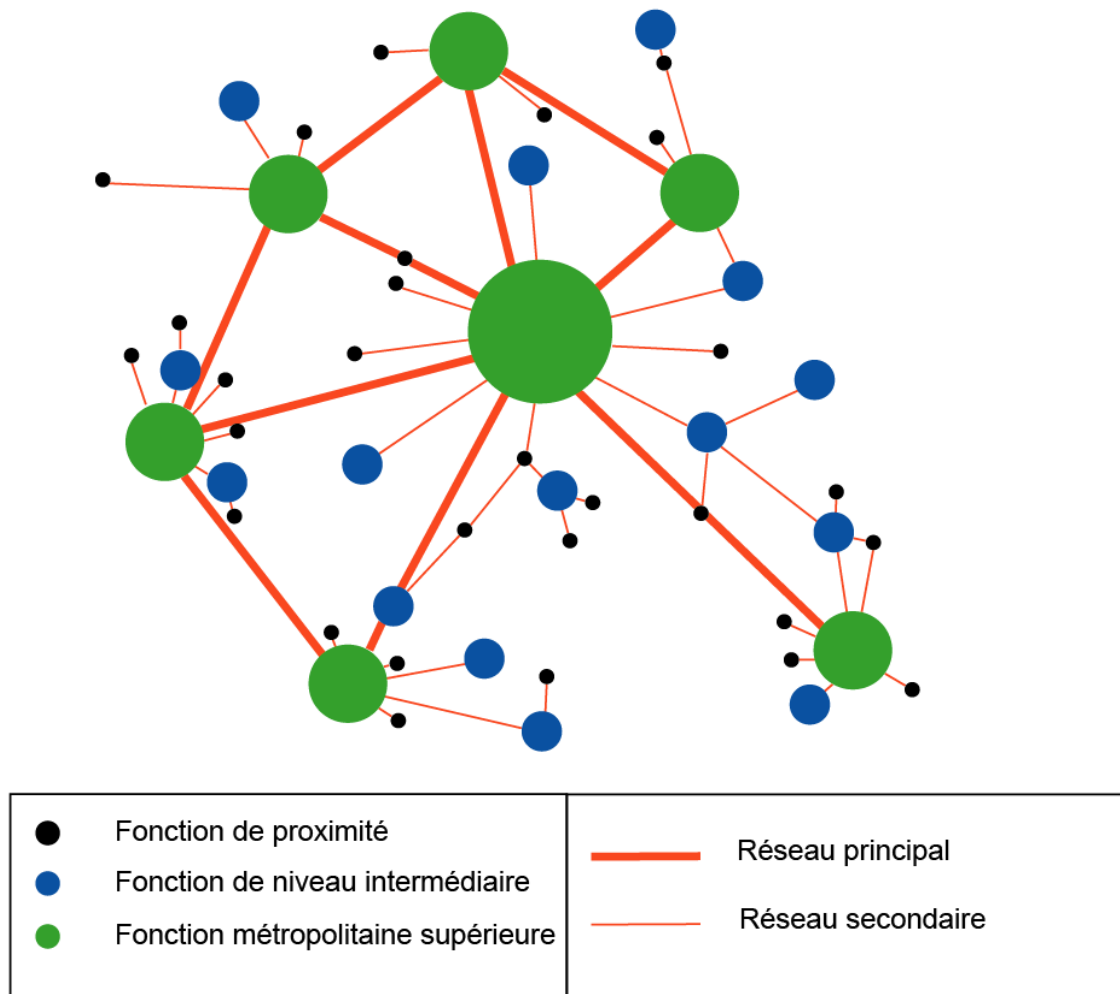 Fonction de proximité
Fonction de niveau intermédiaire
Fonction métropolitaine supérieure
Réseau principal
Réseau secondaire